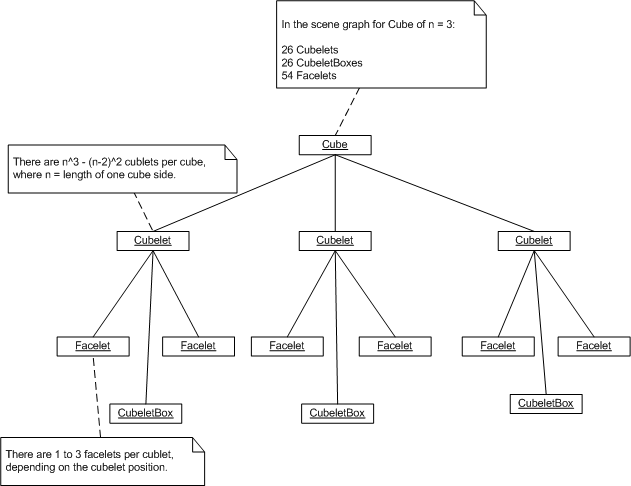 In the scene graph for Cube of n = 3:
26 Cubelets
26 CubeletBoxes
54 Facelets
Cube
There are n^3 - (n-2)^2 cublets per cube,
where n = length of one cube side.
Cubelet
Cubelet
Cubelet
Facelet
Facelet
Facelet
Facelet
Facelet
Facelet
CubeletBox
CubeletBox
CubeletBox
There are 1 to 3 facelets per cublet,
depending on the cubelet position.